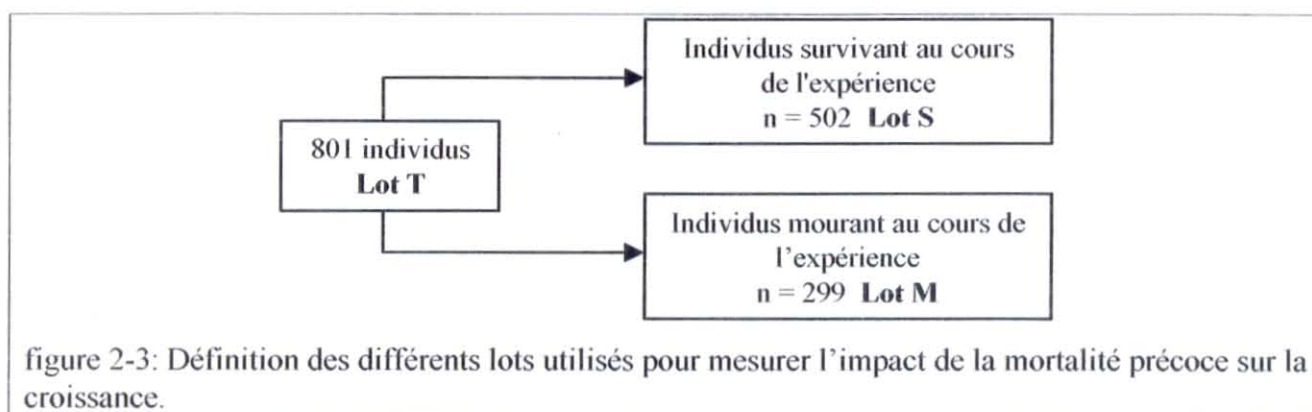 Individus survivant au cours
de l'expérience
n = 502 Lot S
801 individus
Lot T
Individus mourant au cours de
l’expérience
n = 299 Lot M
figure 2-3: Définition des différents lots utilisés pour mesurer l’impact de la mortalité précoce sur la
croissance.